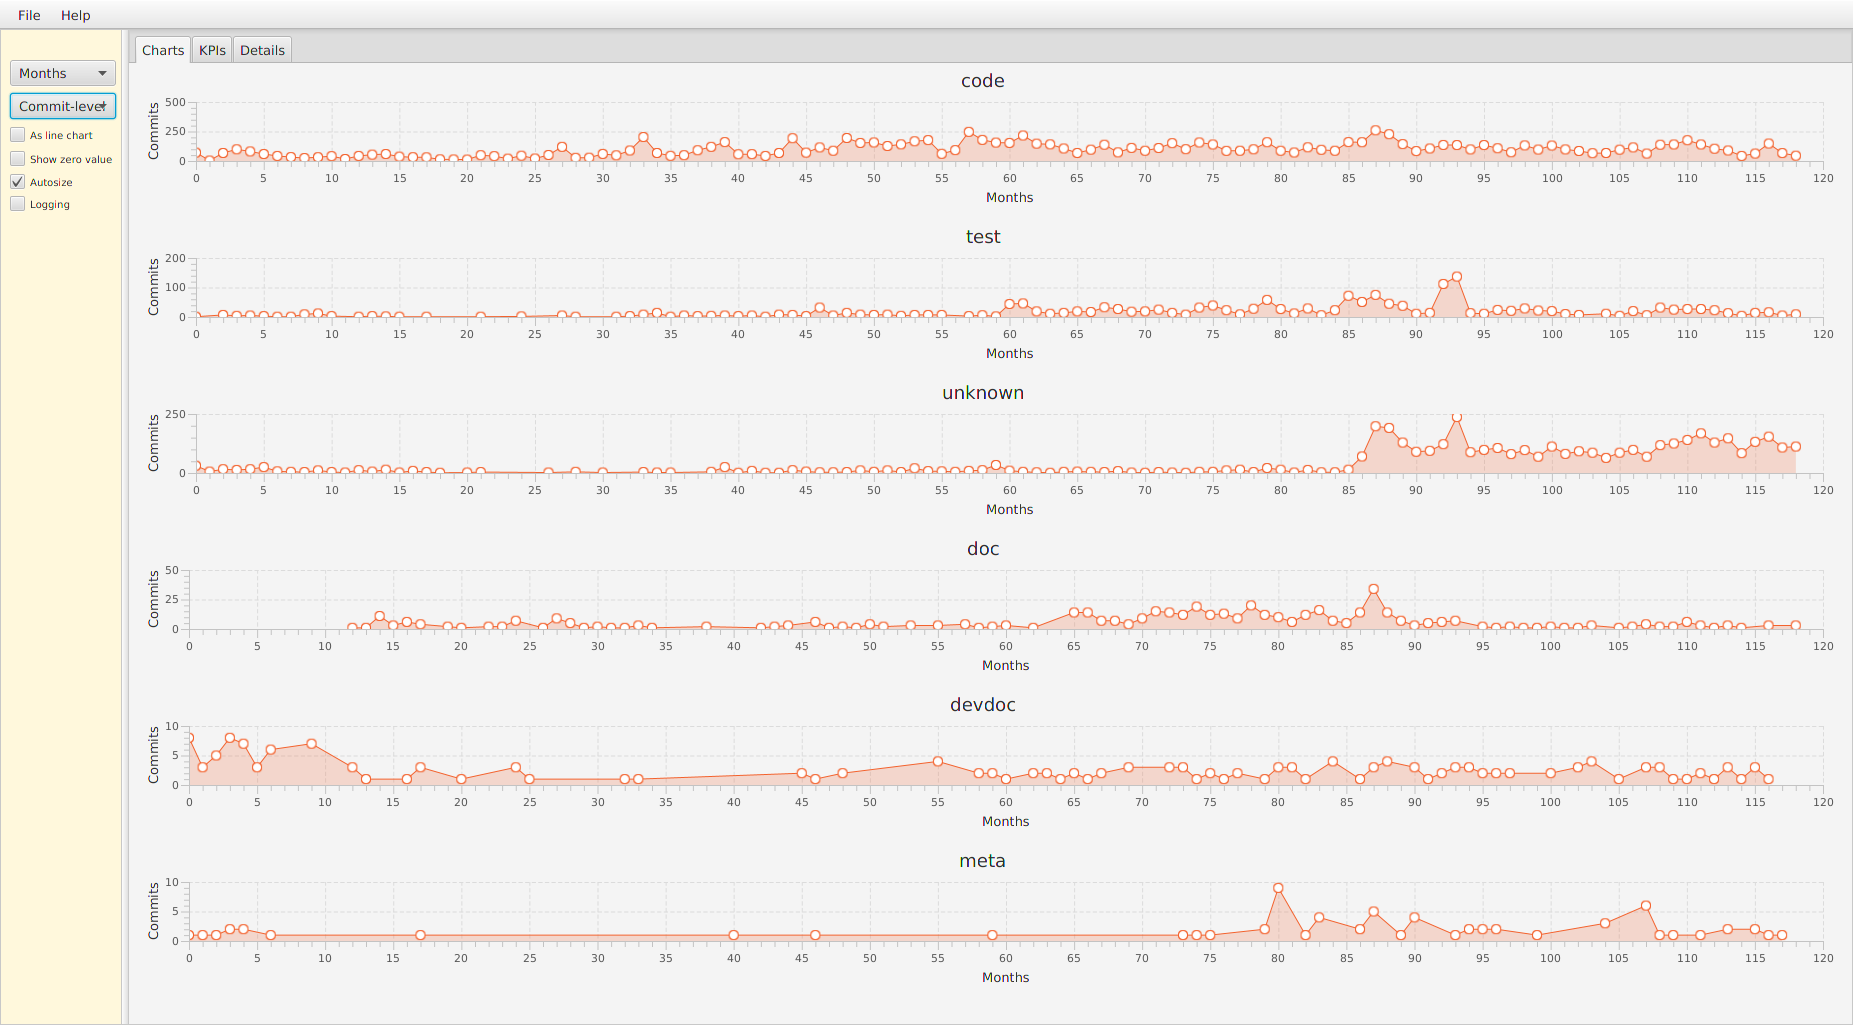 File Help
Charts KPIs Details
Months
Commit-level
As line chart
Show zero value
Autosize
Logging
code
Commits
500
250
0
0 5 10 15 20 25 30 35 40 45 50 55 60 65 70 75 80 85 90 95 100 105 110 115 120
Months
test
Commits
200
100
0
0 5 10 15 20 25 30 35 40 45 50 55 60 65 70 75 80 85 90 95 100 105 110 115 120
Months
unknown
Commits
250
0
0 5 10 15 20 25 30 35 40 45 50 55 60 65 70 75 80 85 90 95 100 105 110 115 120
Months
doc
Commits
50
25
0
0 5 10 15 20 25 30 35 40 45 50 55 60 65 70 75 80 85 90 95 100 105 110 115 120
Months
devdoc
Commits
10
5
0
0 5 10 15 20 25 30 35 40 45 50 55 60 65 70 75 80 85 90 95 100 105 110 115 120
Months
meta
Commits
10
5
0
0 5 10 15 20 25 30 35 40 45 50 55 60 65 70 75 80 85 90 95 100 105 110 115 120
Months